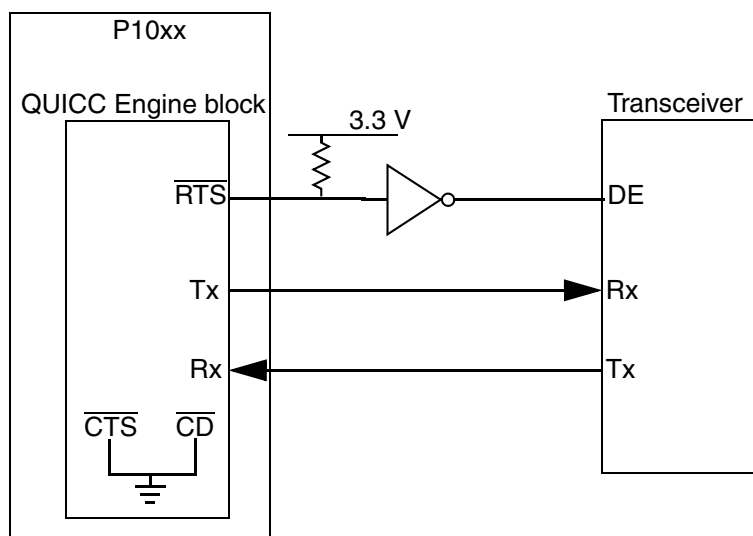 P10xx
QUICC Engine block
3.3 V
Transceiver
RTS
DE
Tx
Rx
Rx
Tx
CTS CD